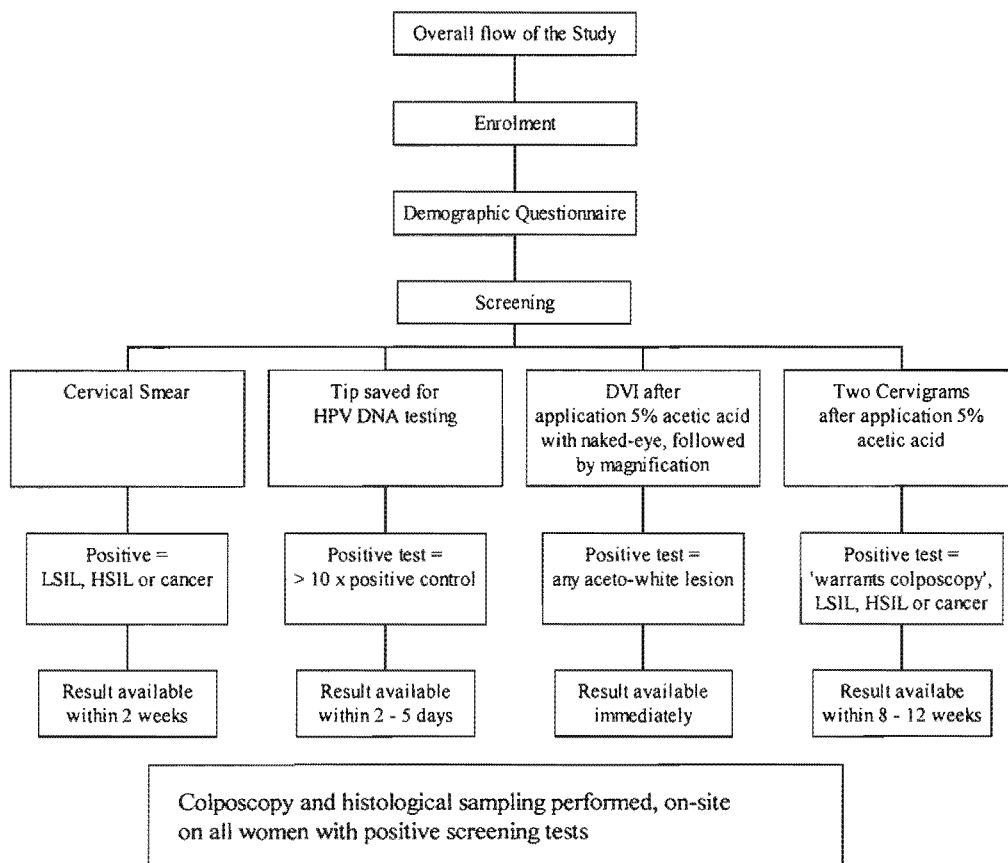 Overall flow of the Study
Enrolment
Demographic Questionnaire
Screening
Cervical Smear
Tip saved for
HPV DNA testing
DVI after
application 5% acetic acid
with naked-eye, followed
by magnification
Two Cervigrams
after application 5%
acetic acid
Positive =
LSIL, HSIL or cancer
Positive test =
> 10 x positive control
Positive test =
any aceto-white lesion
Positive test =
'warrants colposcopy',
LSIL, HSIL or cancer
Result available
within 2 weeks
Result available
within 2 - 5 days
Result available
immediately
Result availabe
within 8 - 12 weeks
Colposcopy and histological sampling performed, on-site
on all women with positive screening tests